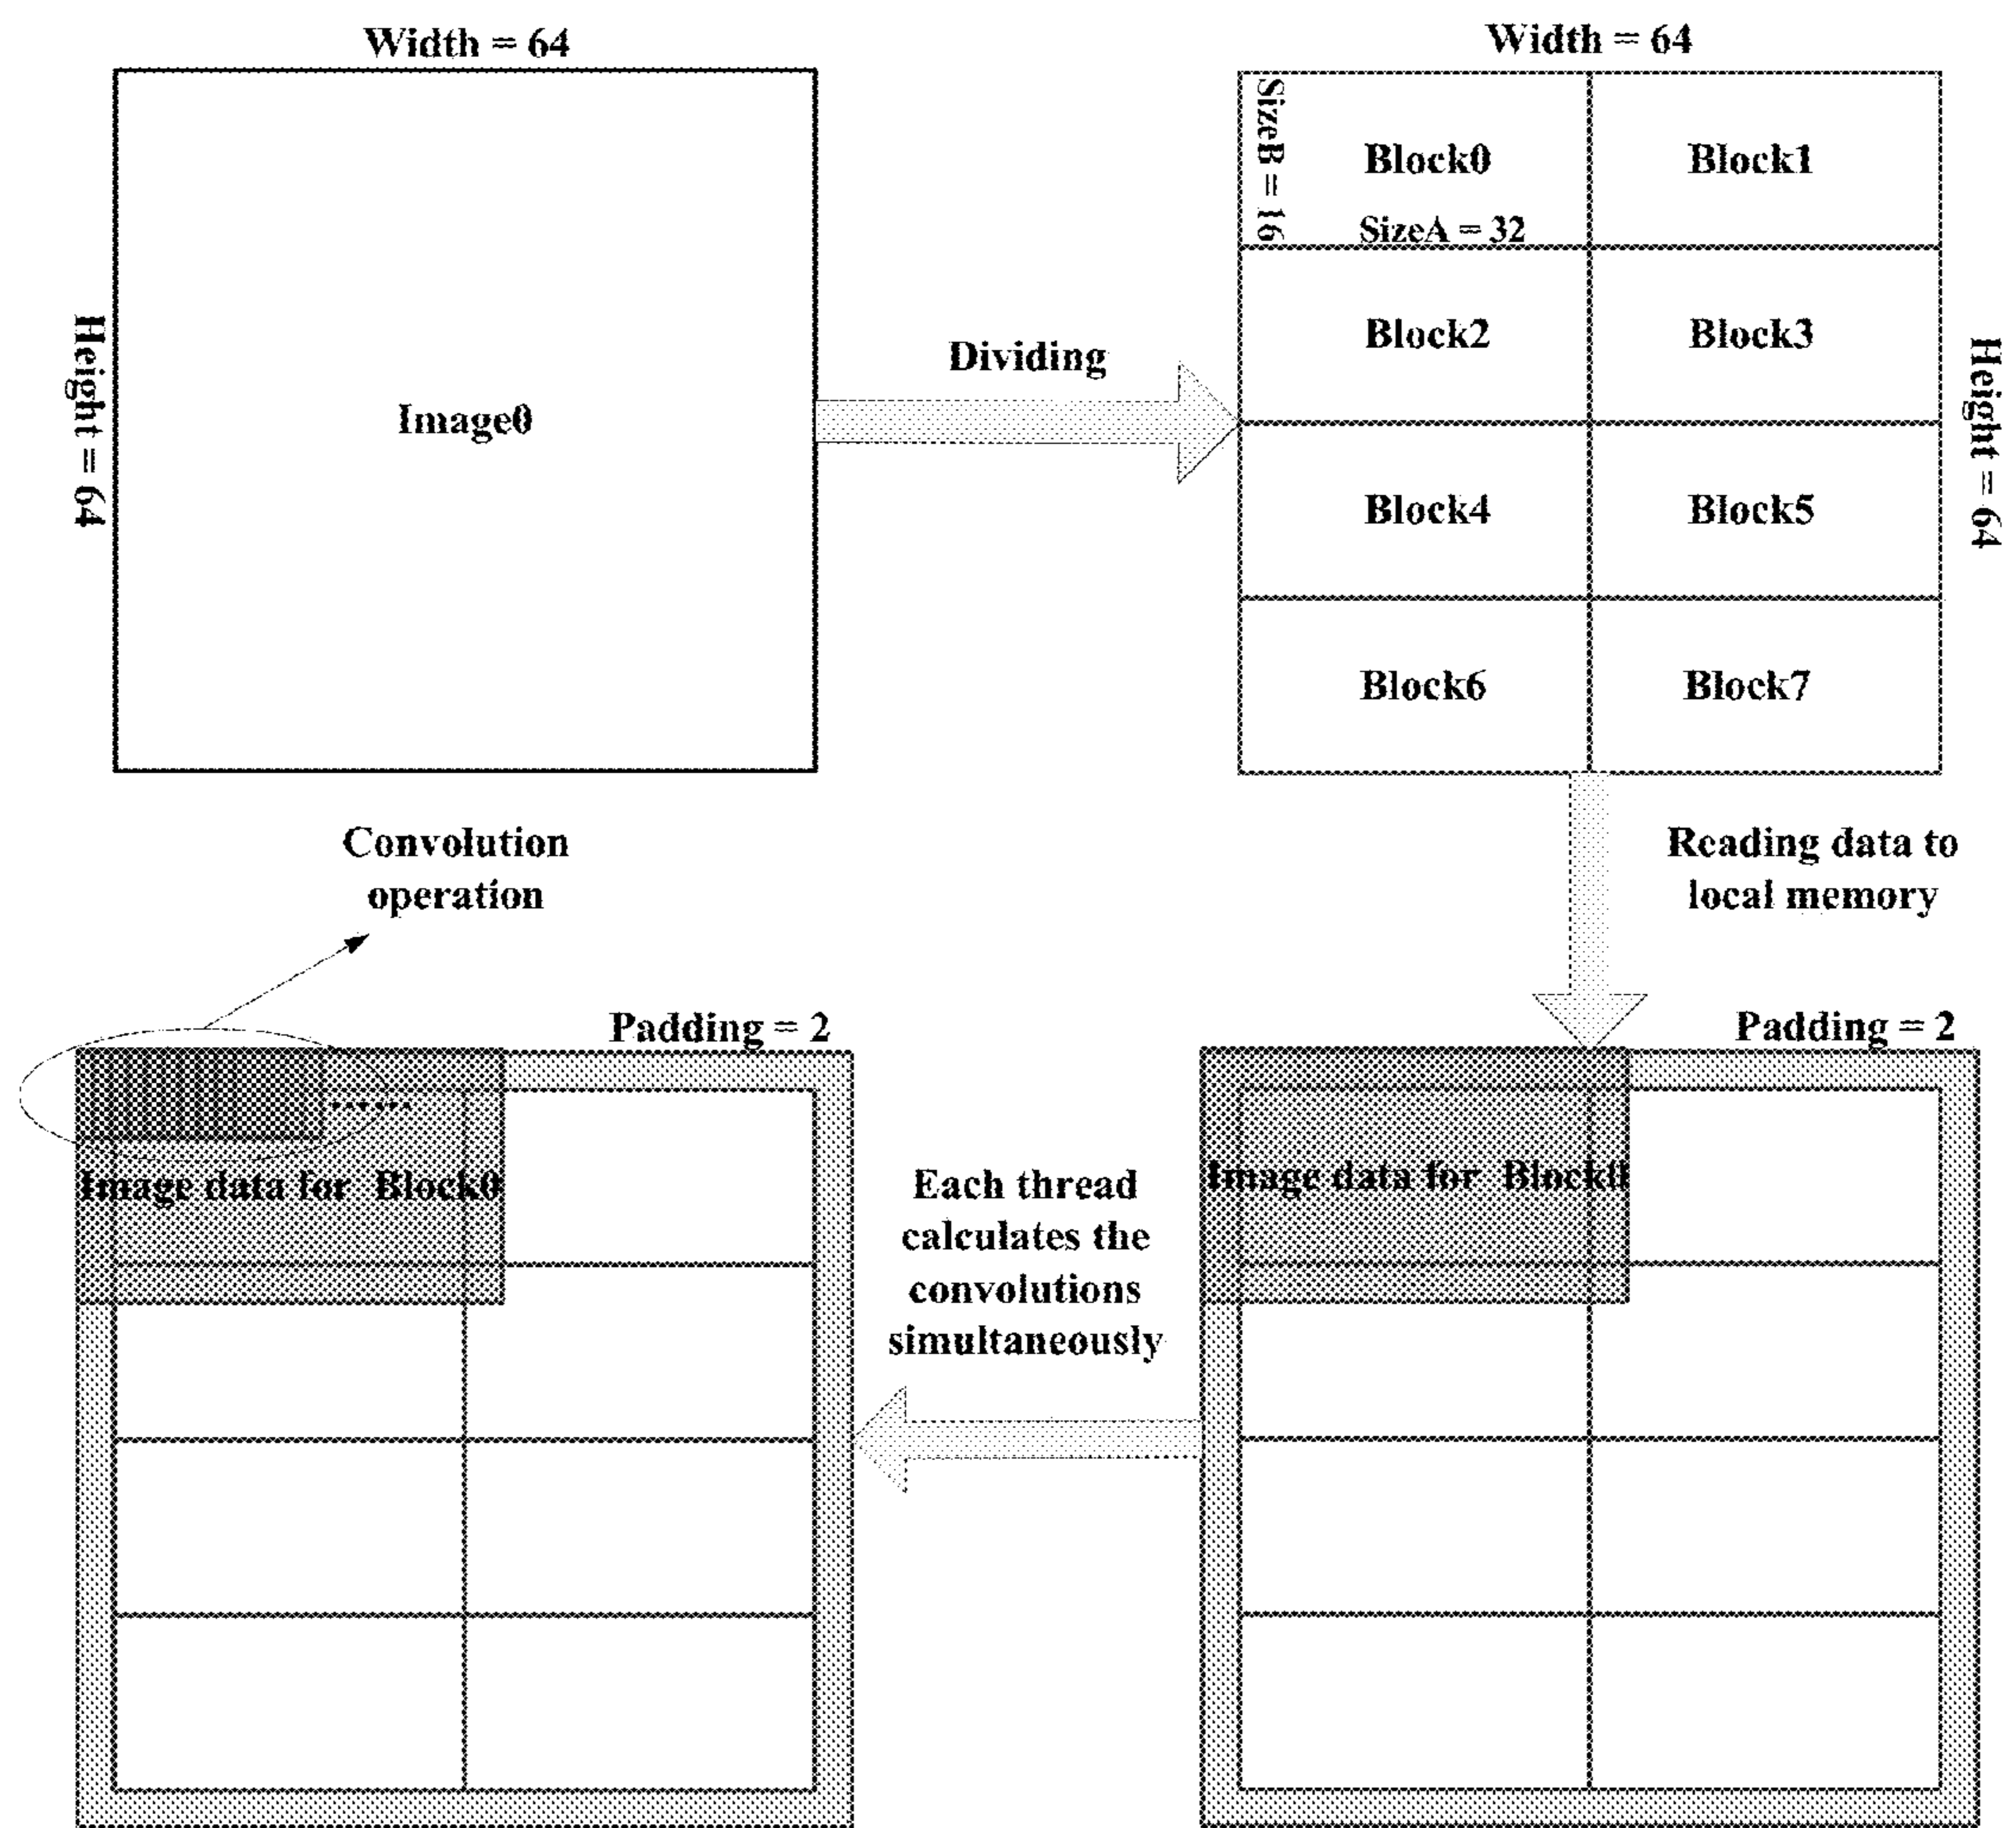 Width = 64
Height = 64
Image0
Dividing
Width = 64
SizeB = 16
Block0
Block1
SizeA = 32
Block2
Block3
Height = 64
Block4
Block5
Block6
Block7
Reading data to
local memory
Padding = 2
Image data for Block0
Each thread
calculates the
convolutions
simultaneously
Padding = 2
Convolution
operation
......
Image data for Block0